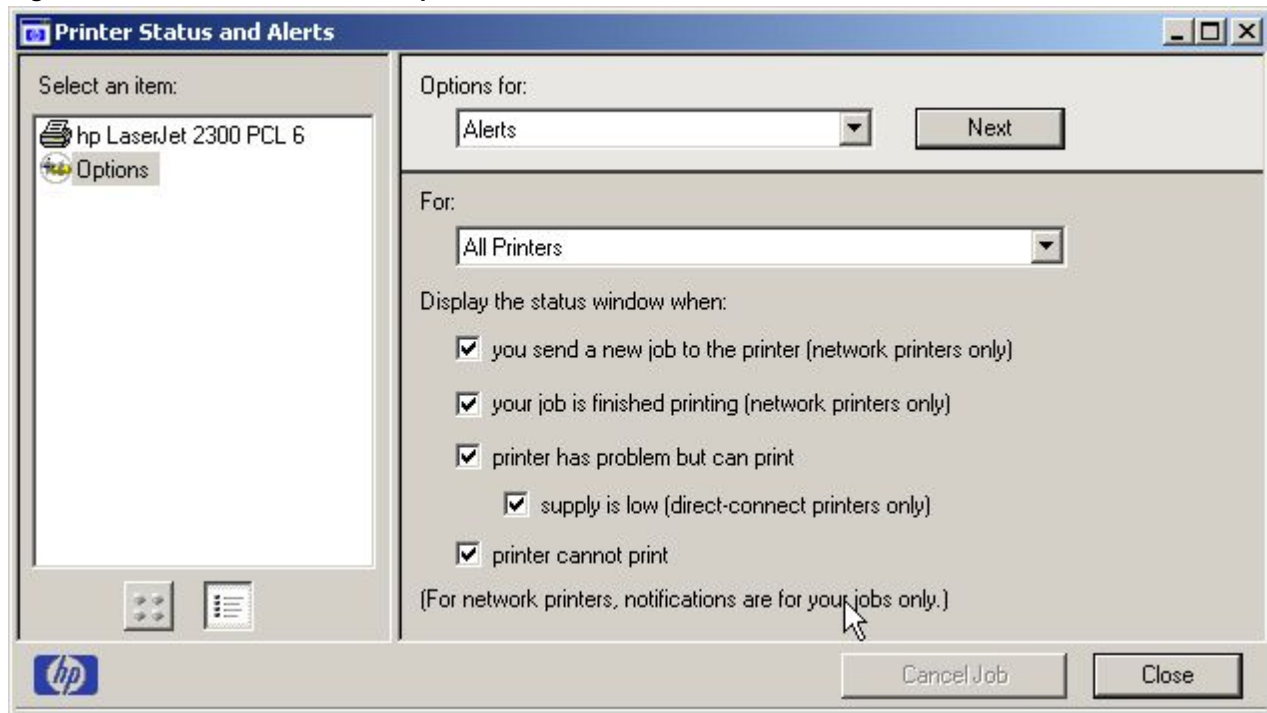 Printer Status and Alerts
Select an item:
hp LaserJet 2300 PCL 6
Options
Options for:
Alerts
Next
For:
All Printers
Display the status window when:
you send a new job to the printer (network printers only)
your job is finished printing (network printers only)
printer has problem but can print
supply is low (direct-connect printers only)
printer cannot print
(For network printers, notifications are for your jobs only.)
hp
Cancel Job
Close